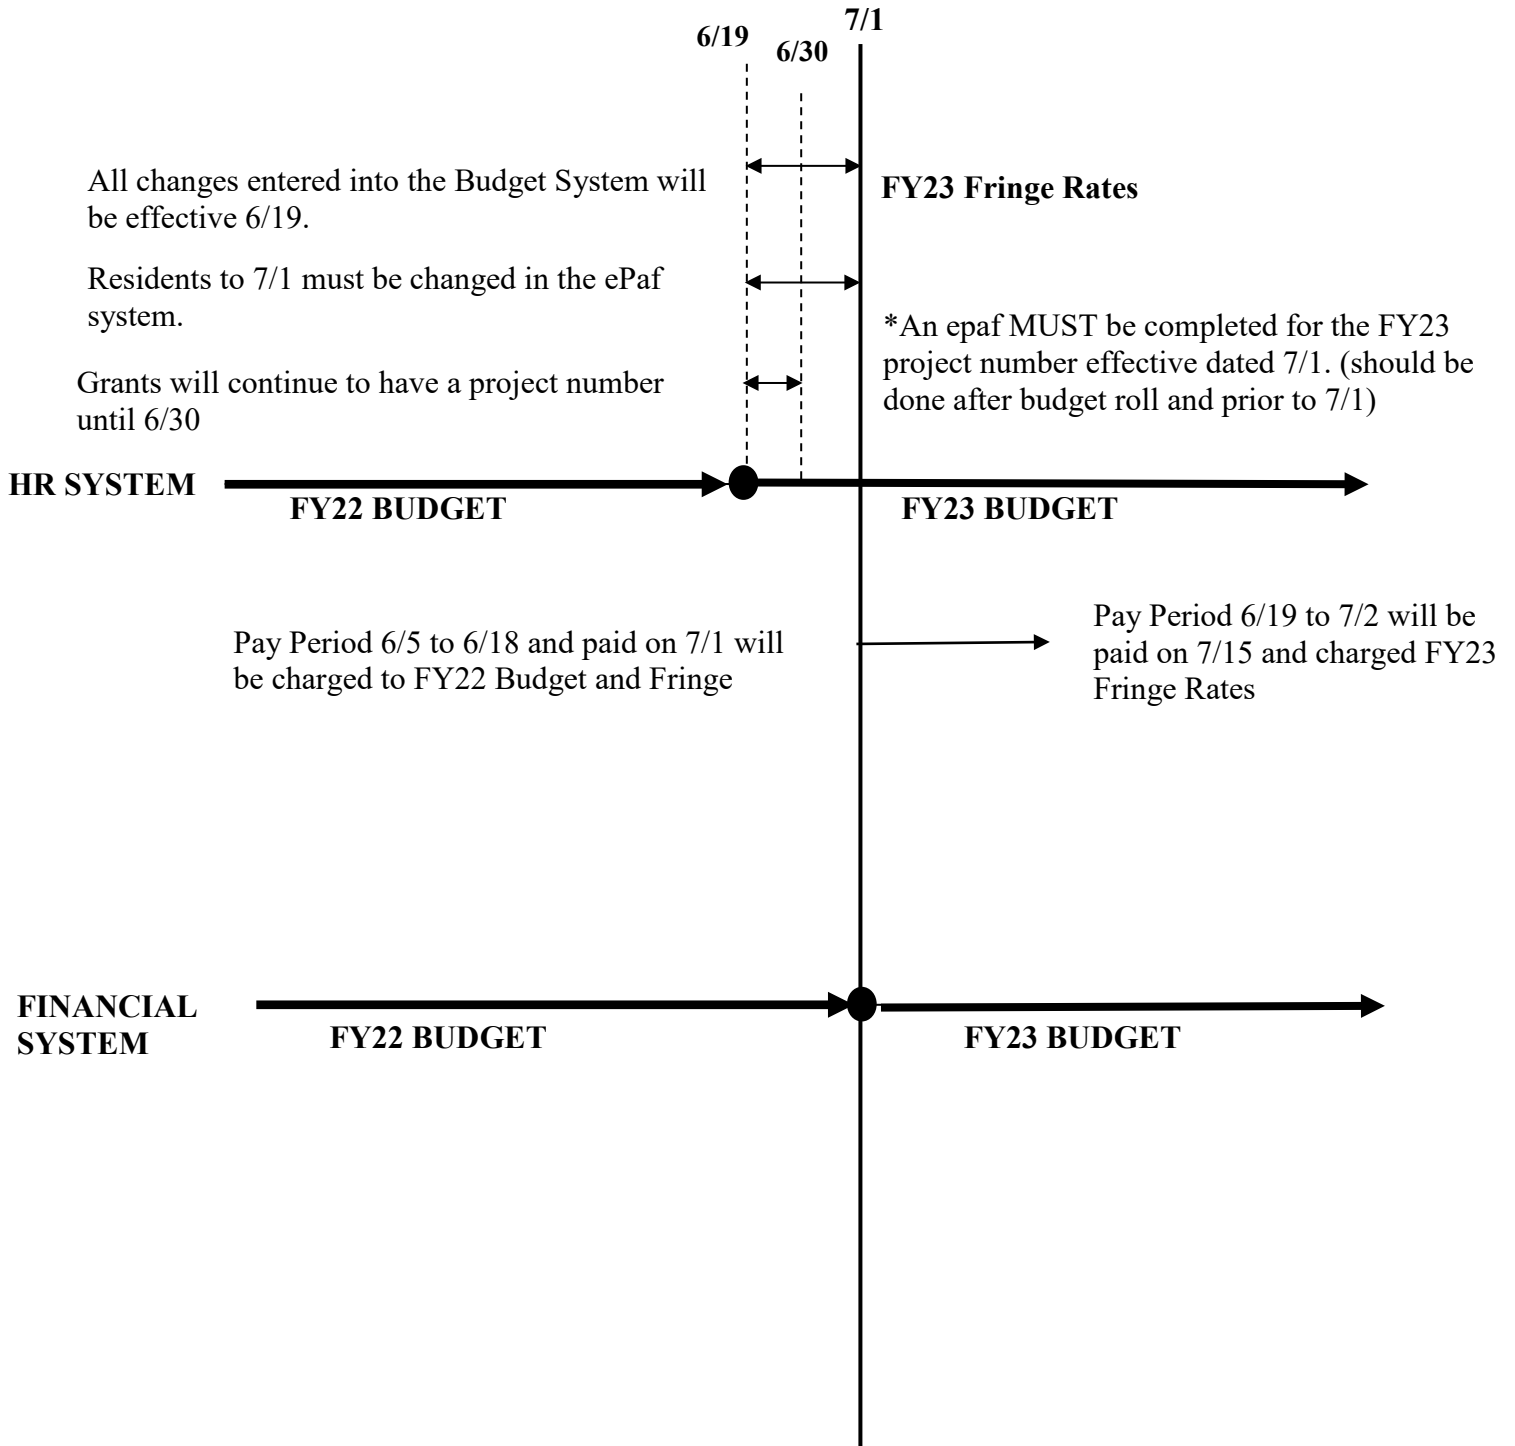 7/1
6/19
6/30
All changes entered into the Budget System will
be effective 6/19.
FY23 Fringe Rates
Residents to 7/1 must be changed in the ePaf
system.
*An epaf MUST be completed for the FY23
project number effective dated 7/1. (should be
done after budget roll and prior to 7/1)
Grants will continue to have a project number
until 6/30
HR SYSTEM
FY22 BUDGET
FY23 BUDGET
Pay Period 6/5 to 6/18 and paid on 7/1 will
be charged to FY22 Budget and Fringe
Pay Period 6/19 to 7/2 will be
paid on 7/15 and charged FY23
Fringe Rates
FINANCIAL
SYSTEM
FY22 BUDGET
FY23 BUDGET